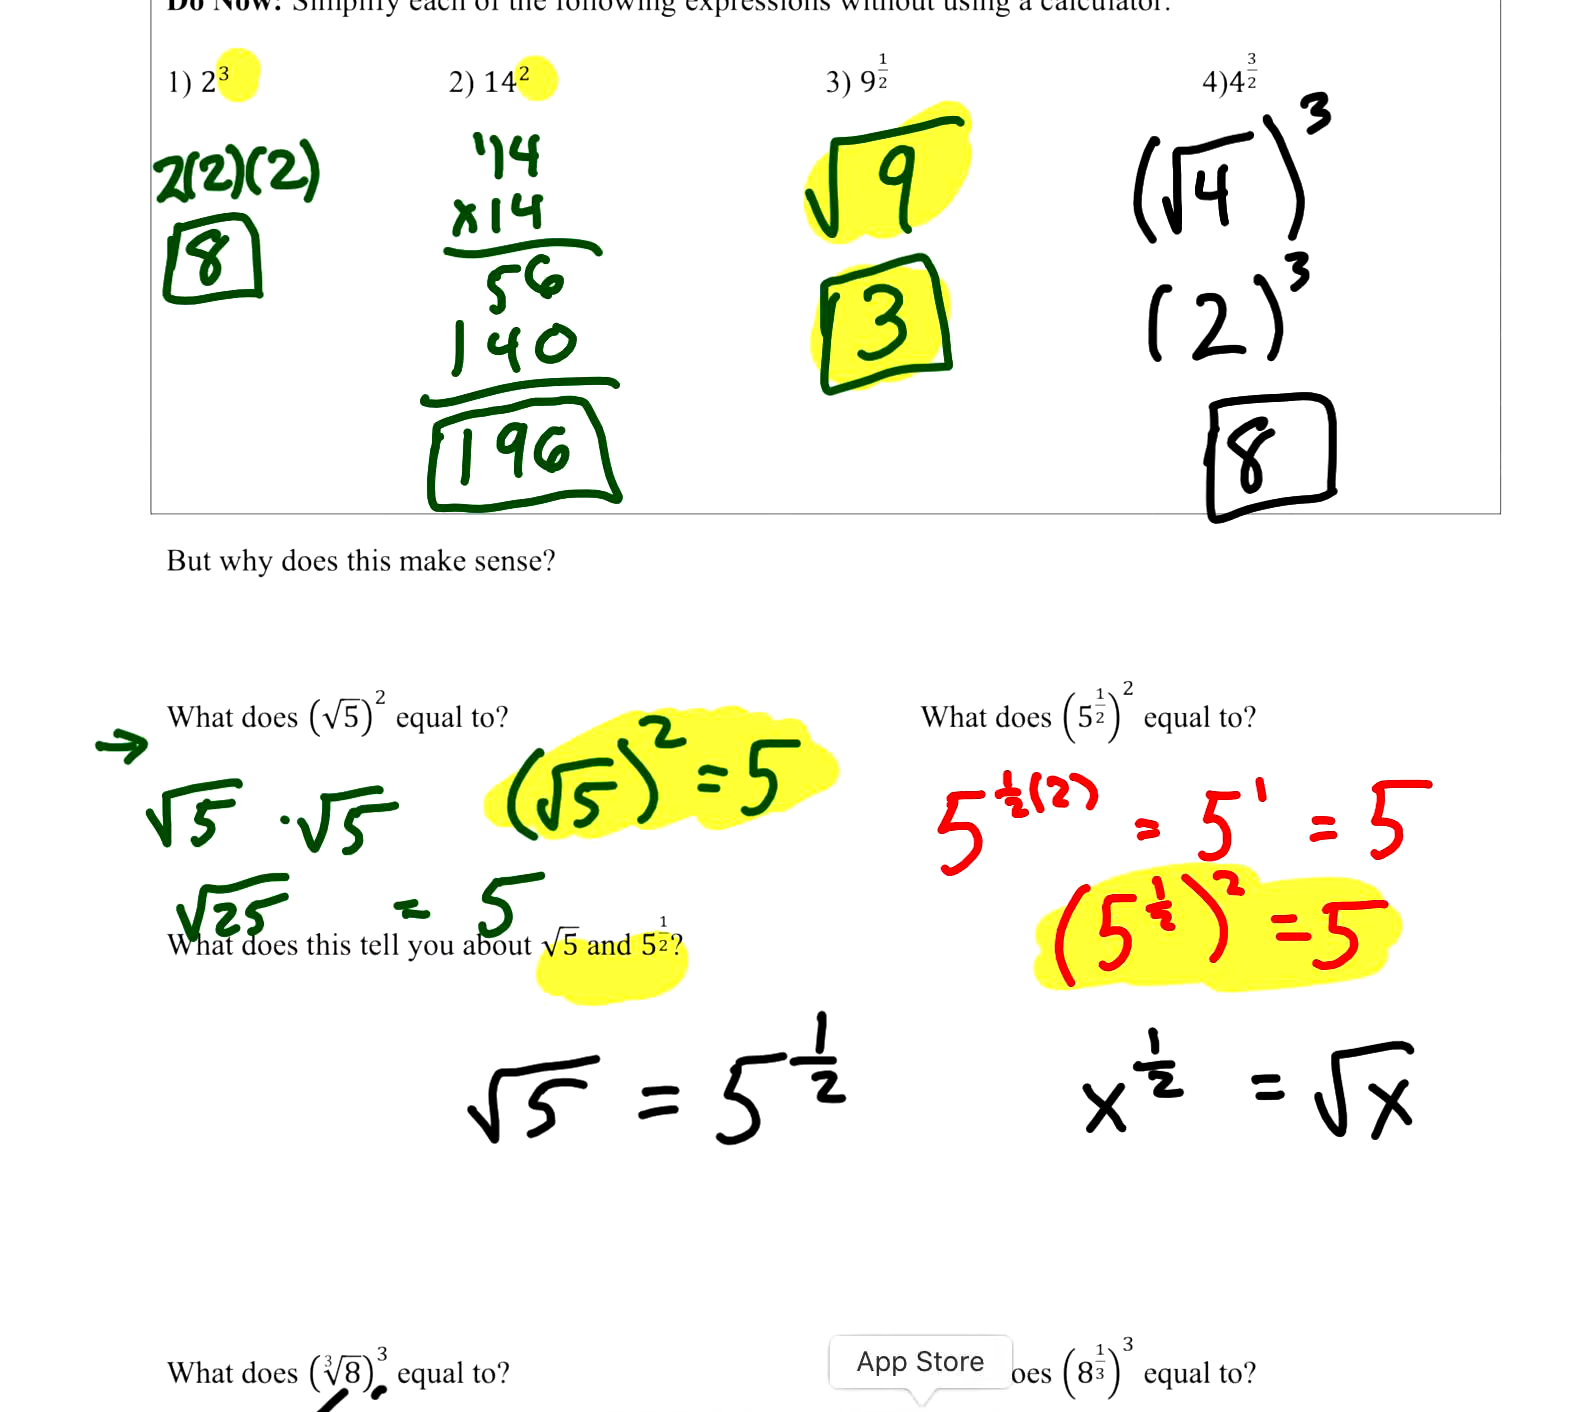 Do Now: Simplify each of the following expressions without using a calculator.
1) 2³ 2) 14² 3) 9^(1/2) 4)4^(3/2)
2(2)(2)
8
¹14
x14
56
140
196
√9
3
(√4)³
(2)³
8
But why does this make sense?
What does (√5)² equal to? What does (5^(1/2))² equal to?
→
√5 · √5 (√5)² = 5
√25 = 5
5^(1/2(2)) = 5¹ = 5
(5^(1/2))² = 5
What does this tell you about √5 and 5^(1/2)?
√5 = 5^(1/2) x^(1/2) = √x
What does (∛8)³ equal to? App Store oes (8^(1/3))³ equal to?